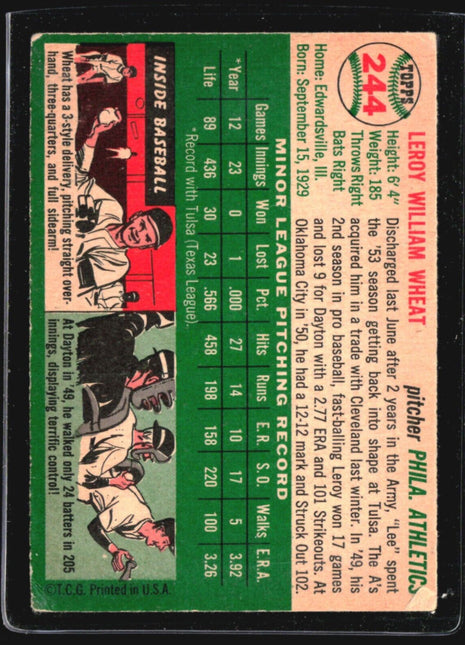 TOPPS
244
LEROY WILLIAM WHEAT
pitcher PHILA. ATHLETICS
Height: 6' 4"
Weight: 185
Throws Right
Bats Right
Home: Edwardsville, Ill.
Born: September 15, 1929
Discharged last June after 2 years in the Army, "Lee" spent
the '53 season getting back into shape at Tulsa. The A's
acquired him in a trade with Cleveland last winter. In '49, his
2nd season in pro baseball, fast-balling Leroy won 17 games
and lost 9 for Dayton with a 2.77 ERA and 101 Strikeouts. At
Oklahoma City in '50, he had a 12-12 mark and Struck Out 102.
MINOR LEAGUE PITCHING RECORD
Games Innings Won Lost Pct. Hits Runs E.R. S.O. Walks E.R.A.
*Year 12 23 0 1 .000 27 14 10 17 5 3.92
Life 89 436 30 23 .566 458 198 158 220 100 3.26
*Record with Tulsa (Texas League).
INSIDE BASEBALL
Wheat has a 3-style delivery, pitching straight over-
hand, three-quarters, and full sidearm!
At Dayton in '49, he walked only 24 batters in 205
innings, displaying terrific control!
©T.C.G. Printed in U.S.A.